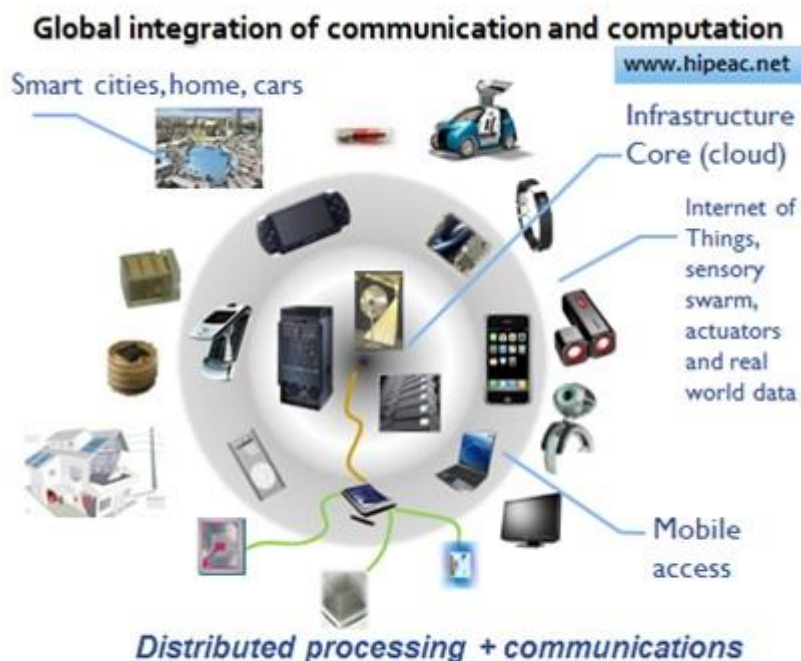 Global integration of communication and computation
www.hipeac.net
Smart cities,home, cars
Infrastructure
Core (cloud)
Internet of
Things,
sensory
swarm,
actuators
and real
world data
Mobile
access
Distributed processing + communications